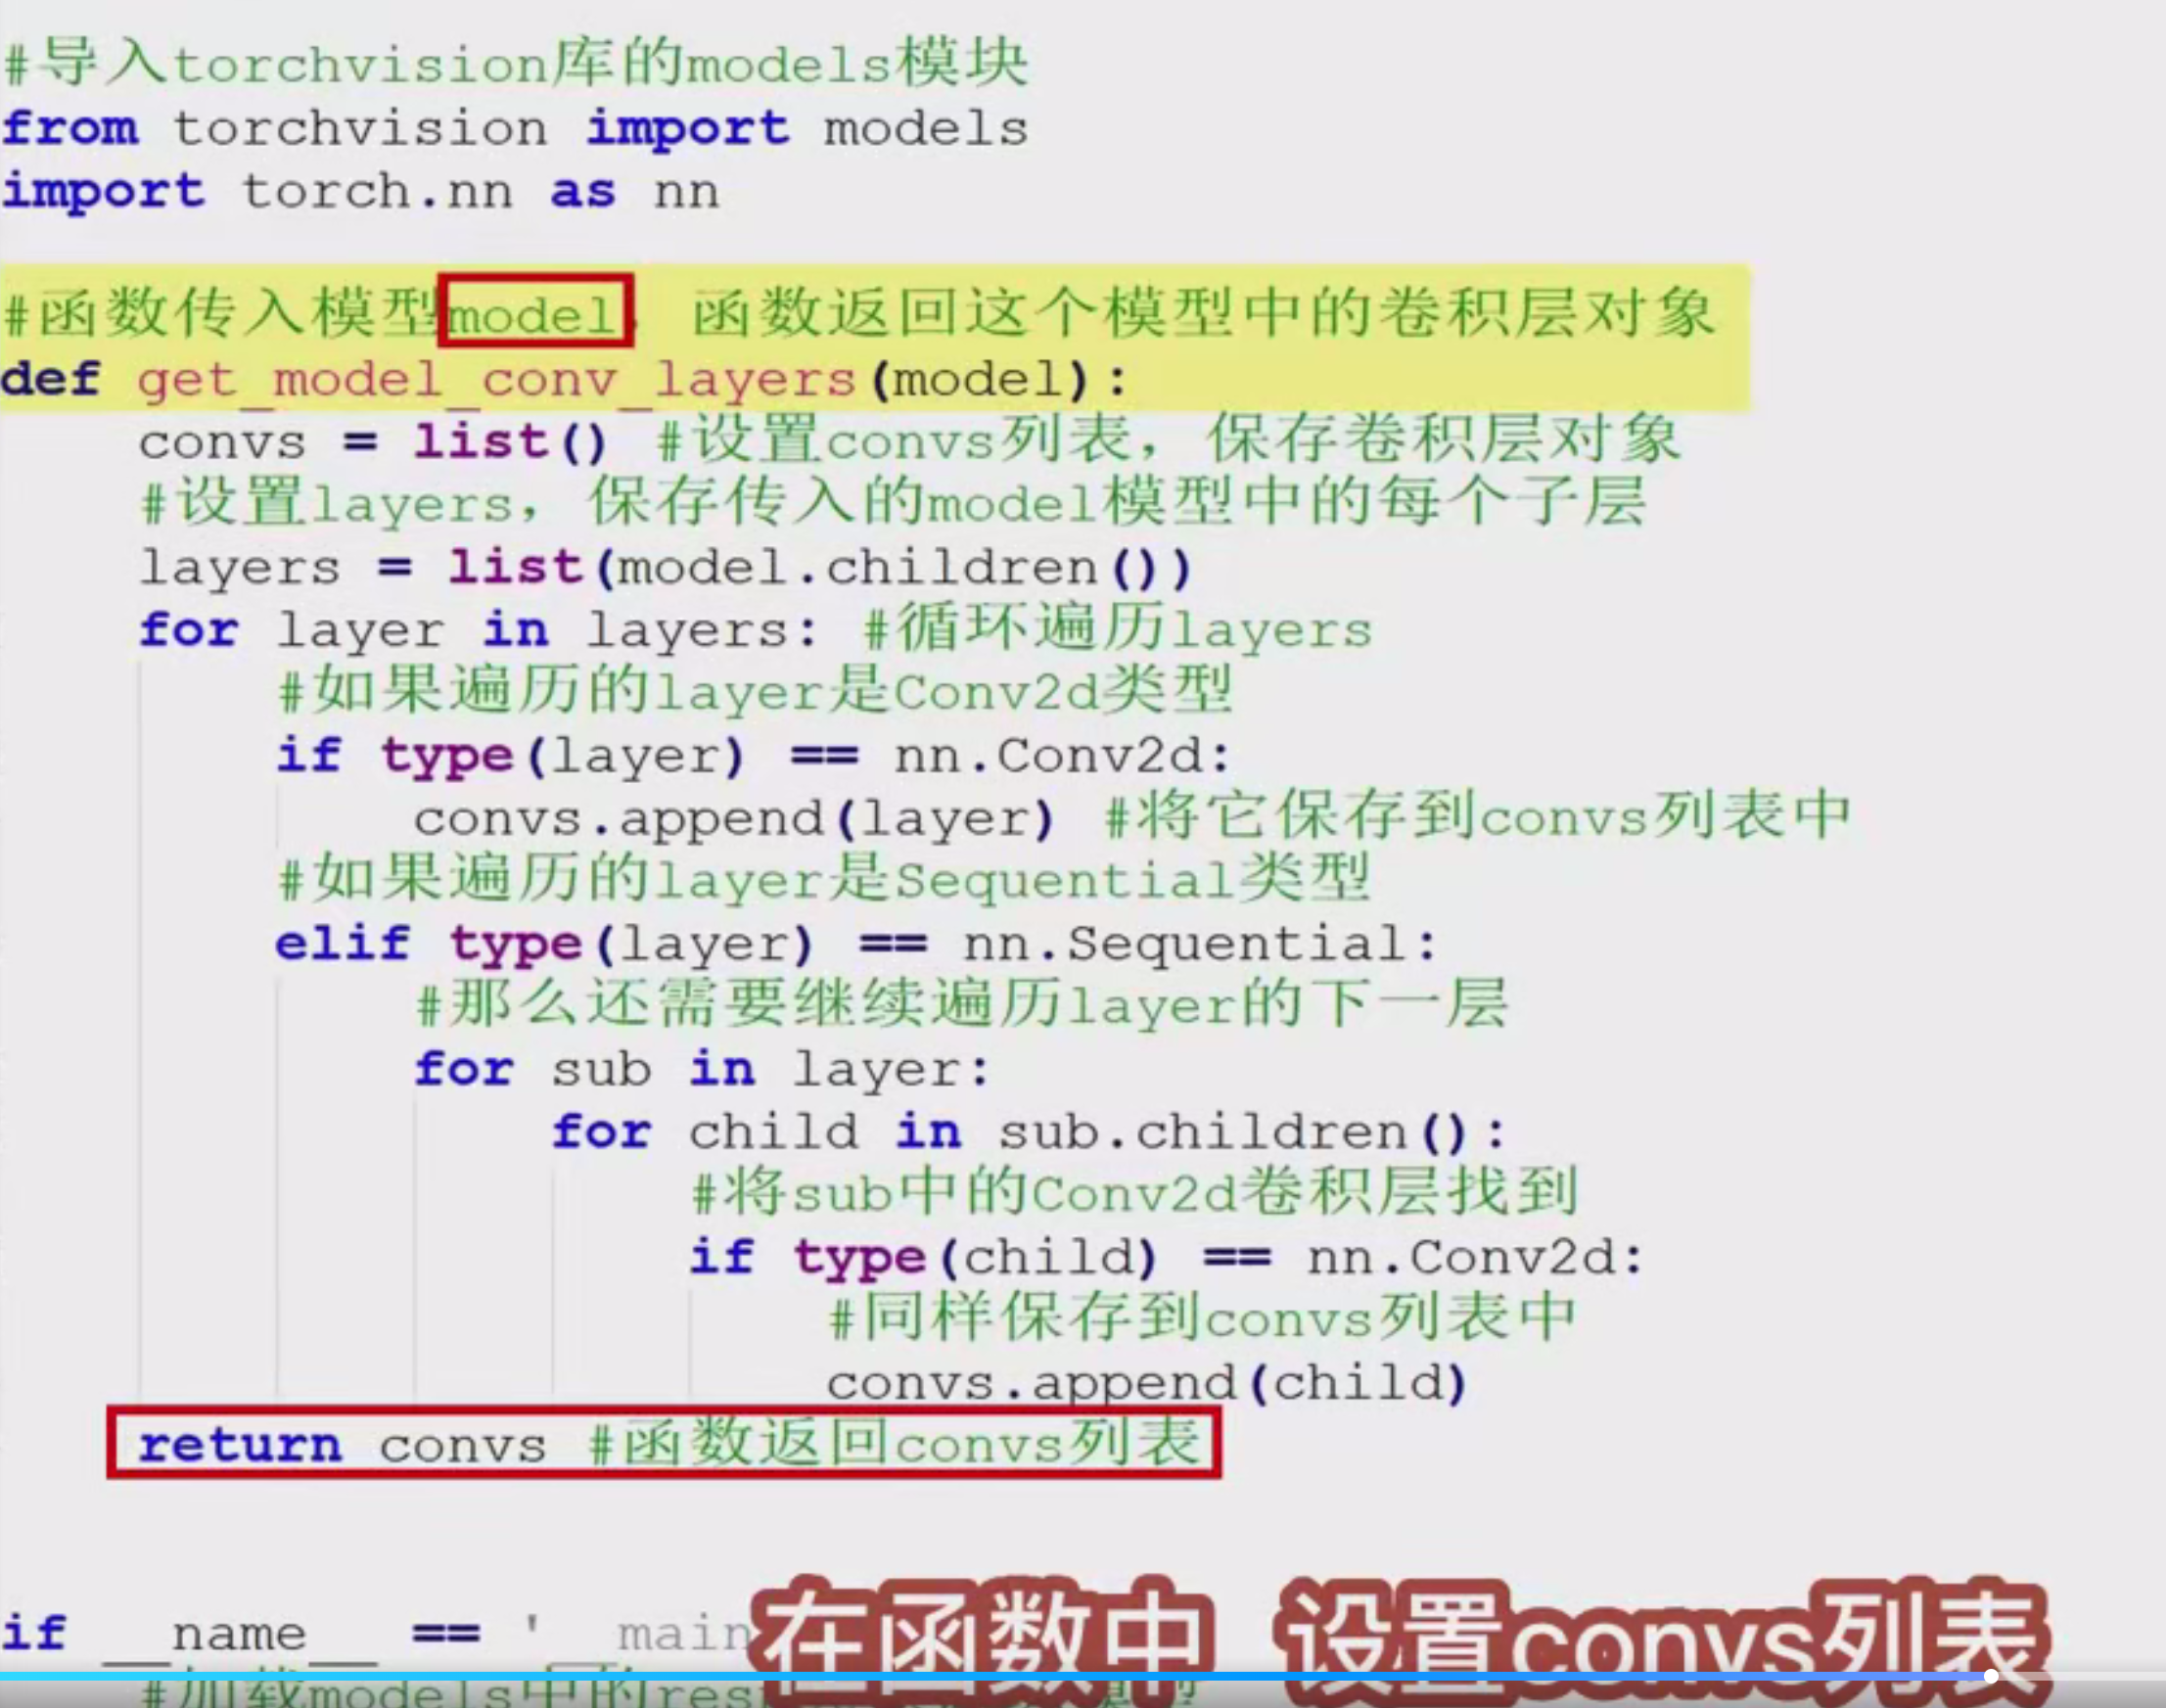 #导入torchvision库的models模块
from torchvision import models
import torch.nn as nn
#函数传入模型model, 函数返回这个模型中的卷积层对象
def get_model_conv_layers(model):
convs = list() #设置convs列表，保存卷积层对象
#设置layers，保存传入的model模型中的每个子层
layers = list(model.children())
for layer in layers: #循环遍历layers
#如果遍历的layer是Conv2d类型
if type(layer) == nn.Conv2d:
convs.append(layer) #将它保存到convs列表中
#如果遍历的layer是Sequential类型
elif type(layer) == nn.Sequential:
#那么还需要继续遍历layer的下一层
for sub in layer:
for child in sub.children():
#将sub中的Conv2d卷积层找到
if type(child) == nn.Conv2d:
#同样保存到convs列表中
convs.append(child)
return convs #函数返回convs列表
if __name__ == '__main
在函数中 设置convs列表
#加载models中的res